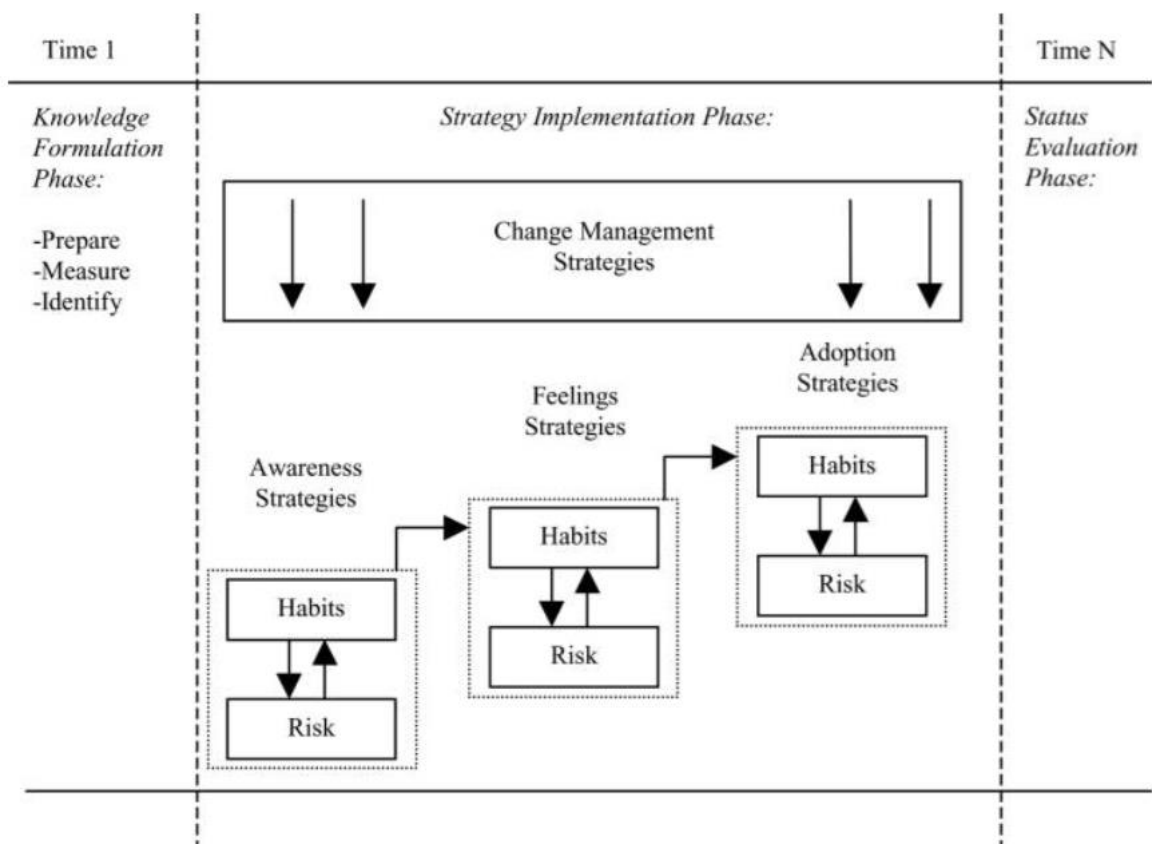 Time 1
Time N
Knowledge
Formulation
Phase:
-Prepare
-Measure
-Identify
Strategy Implementation Phase:
Change Management
Strategies
Awareness
Strategies
Habits
Risk
Feelings
Strategies
Habits
Risk
Adoption
Strategies
Habits
Risk
Status
Evaluation
Phase: